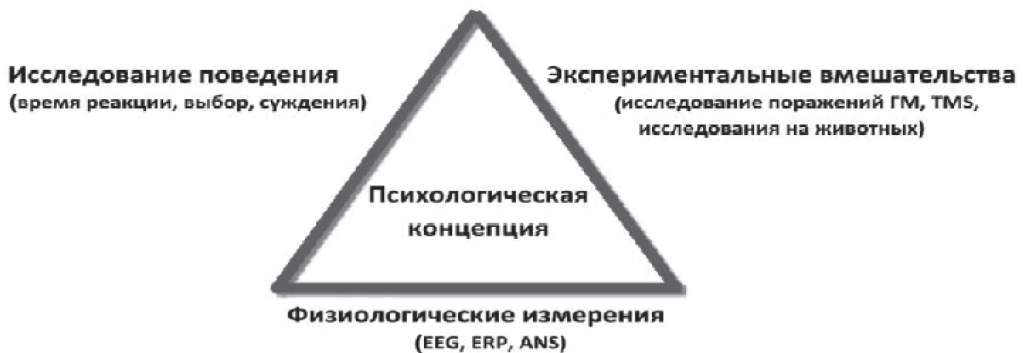 Исследование поведения
(время реакции, выбор, суждения)
Экспериментальные вмешательства
(исследование поражений ГМ, TMS,
исследования на животных)
Психологическая
концепция
Физиологические измерения
(EEG, ERP, ANS)